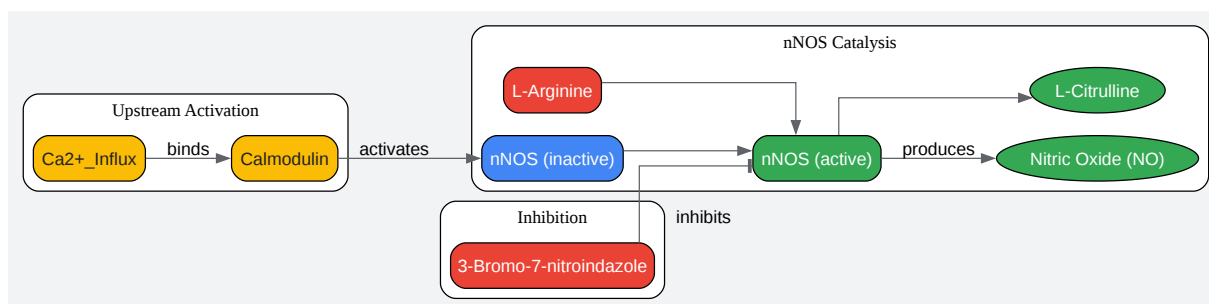 nNOS Catalysis
L-Arginine
L-Citrulline
Upstream Activation
Ca2+_Influx
binds
Calmodulin
activates
nNOS (inactive)
nNOS (active)
produces
Nitric Oxide (NO)
Inhibition
inhibits
3-Bromo-7-nitroindazole